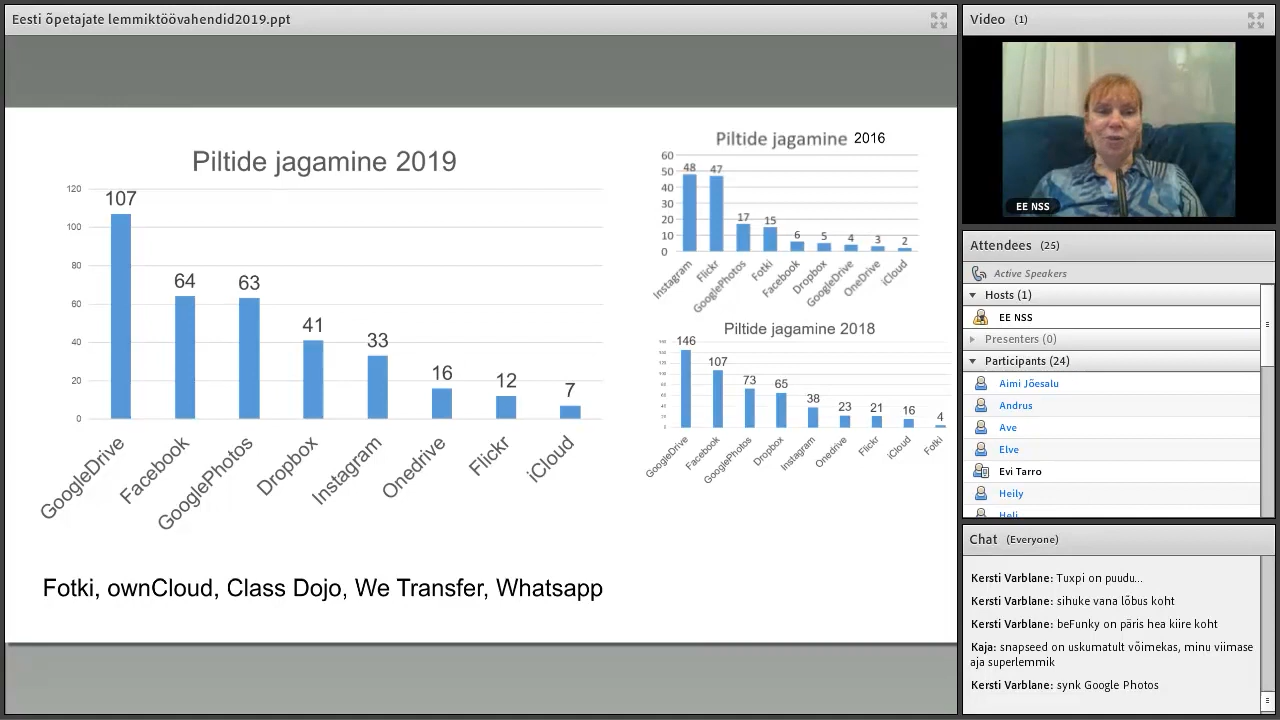 Eesti õpetajate lemmiktöövahendid2019.ppt
Piltide jagamine 2019
120
100
80
60
40
20
0
107
64
63
41
33
16
12
7
GoogleDrive
Facebook
GooglePhotos
Dropbox
Instagram
Onedrive
Flickr
iCloud
Fotki, ownCloud, Class Dojo, We Transfer, Whatsapp
Piltide jagamine 2016
60
50
40
30
20
10
0
48
47
17
15
6
5
4
3
2
Instagram
Flickr
GooglePhotos
Fotki
Facebook
Dropbox
GoogleDrive
OneDrive
iCloud
Piltide jagamine 2018
146
107
73
65
38
23
21
16
4
GoogleDrive
Facebook
GooglePhotos
Dropbox
Instagram
Onedrive
Flickr
iCloud
Fotki
Video (1)
EE NSS
Attendees (25)
Active Speakers
Hosts (1)
EE NSS
Presenters (0)
Participants (24)
Aimi Jõesalu
Andrus
Ave
Elve
Evi Tarro
Heily
Heli
Chat (Everyone)
Kersti Varblane: Tuxpi on puudu...
Kersti Varblane: sihuke vana lõbus koht
Kersti Varblane: beFunky on päris hea kiire koht
Kaja: snapseed on uskumatult võimekas, minu viimase
aja superlemmik
Kersti Varblane: synk Google Photos